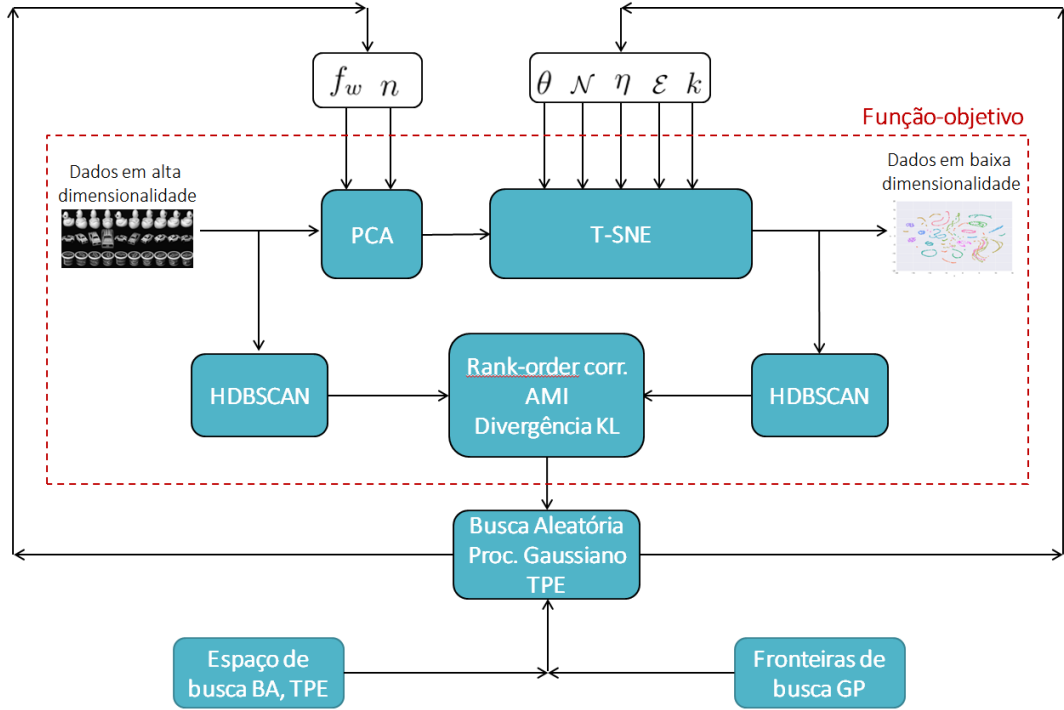 f_w n
θ 𝒩 η ℰ k
Função-objetivo
Dados em alta
dimensionalidade
Dados em baixa
dimensionalidade
PCA
T-SNE
HDBSCAN
Rank-order corr.
AMI
Divergência KL
HDBSCAN
Busca Aleatória
Proc. Gaussiano
TPE
Espaço de
busca BA, TPE
Fronteiras de
busca GP